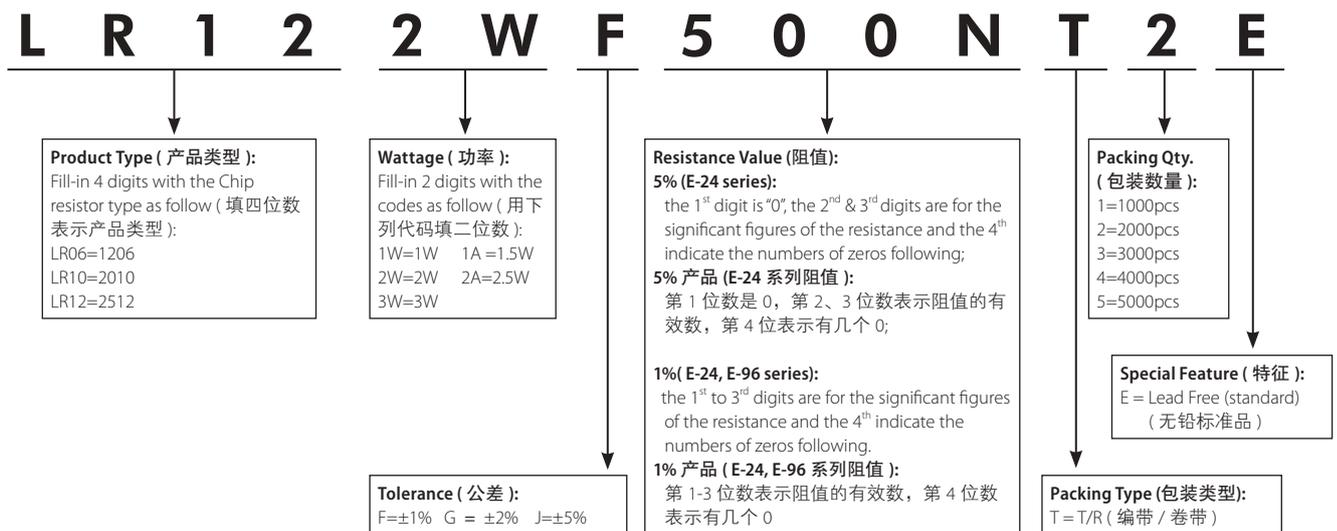 L R 1 2 2 W F 5 0 0 N T 2 E
Product Type ( 产品类型 ):
Fill-in 4 digits with the Chip
resistor type as follow ( 填四位数
表示产品类型 ):
LR06=1206
LR10=2010
LR12=2512
Wattage ( 功率 ):
Fill-in 2 digits with the
codes as follow ( 用下
列代码填二位数 ):
1W=1W 1A =1.5W
2W=2W 2A=2.5W
3W=3W
Resistance Value (阻值):
5% (E-24 series):
the 1st digit is “0”, the 2nd & 3rd digits are for the
significant figures of the resistance and the 4th
indicate the numbers of zeros following;
5% 产品 (E-24 系列阻值 ):
第 1 位数是 0，第 2、3 位数表示阻值的有
效数，第 4 位表示有几个 0;
1%( E-24, E-96 series):
the 1st to 3rd digits are for the significant figures
of the resistance and the 4th indicate the
numbers of zeros following.
1% 产品 ( E-24, E-96 系列阻值 ):
第 1-3 位数表示阻值的有效数，第 4 位数
表示有几个 0
Packing Qty.
( 包装数量 ):
1=1000pcs
2=2000pcs
3=3000pcs
4=4000pcs
5=5000pcs
Special Feature ( 特征 ):
E = Lead Free (standard)
( 无铅标准品 )
Tolerance ( 公差 ):
F=±1% G = ±2% J=±5%
Packing Type (包装类型):
T = T/R ( 编带 / 卷带 )